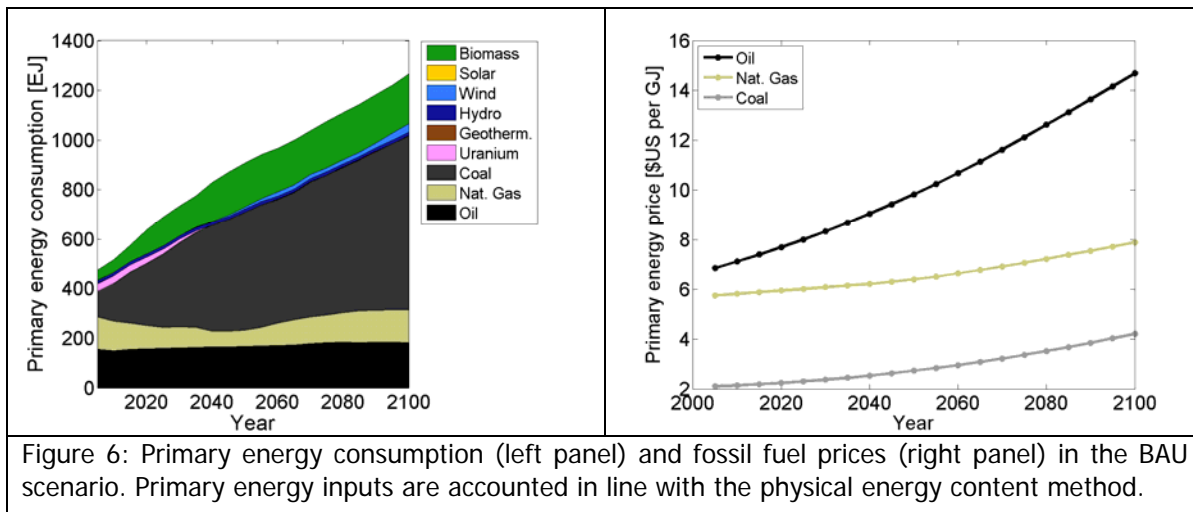 1400
1200
1000
800
600
400
200
0
Primary energy consumption [EJ]
2020 2040 2060 2080 2100
Year
Biomass
Solar
Wind
Hydro
Geotherm.
Uranium
Coal
Nat. Gas
Oil
16
14
12
10
8
6
4
2
Primary energy price [$US per GJ]
2000 2020 2040 2060 2080 2100
Year
Oil
Nat. Gas
Coal
Figure 6: Primary energy consumption (left panel) and fossil fuel prices (right panel) in the BAU
scenario. Primary energy inputs are accounted in line with the physical energy content method.